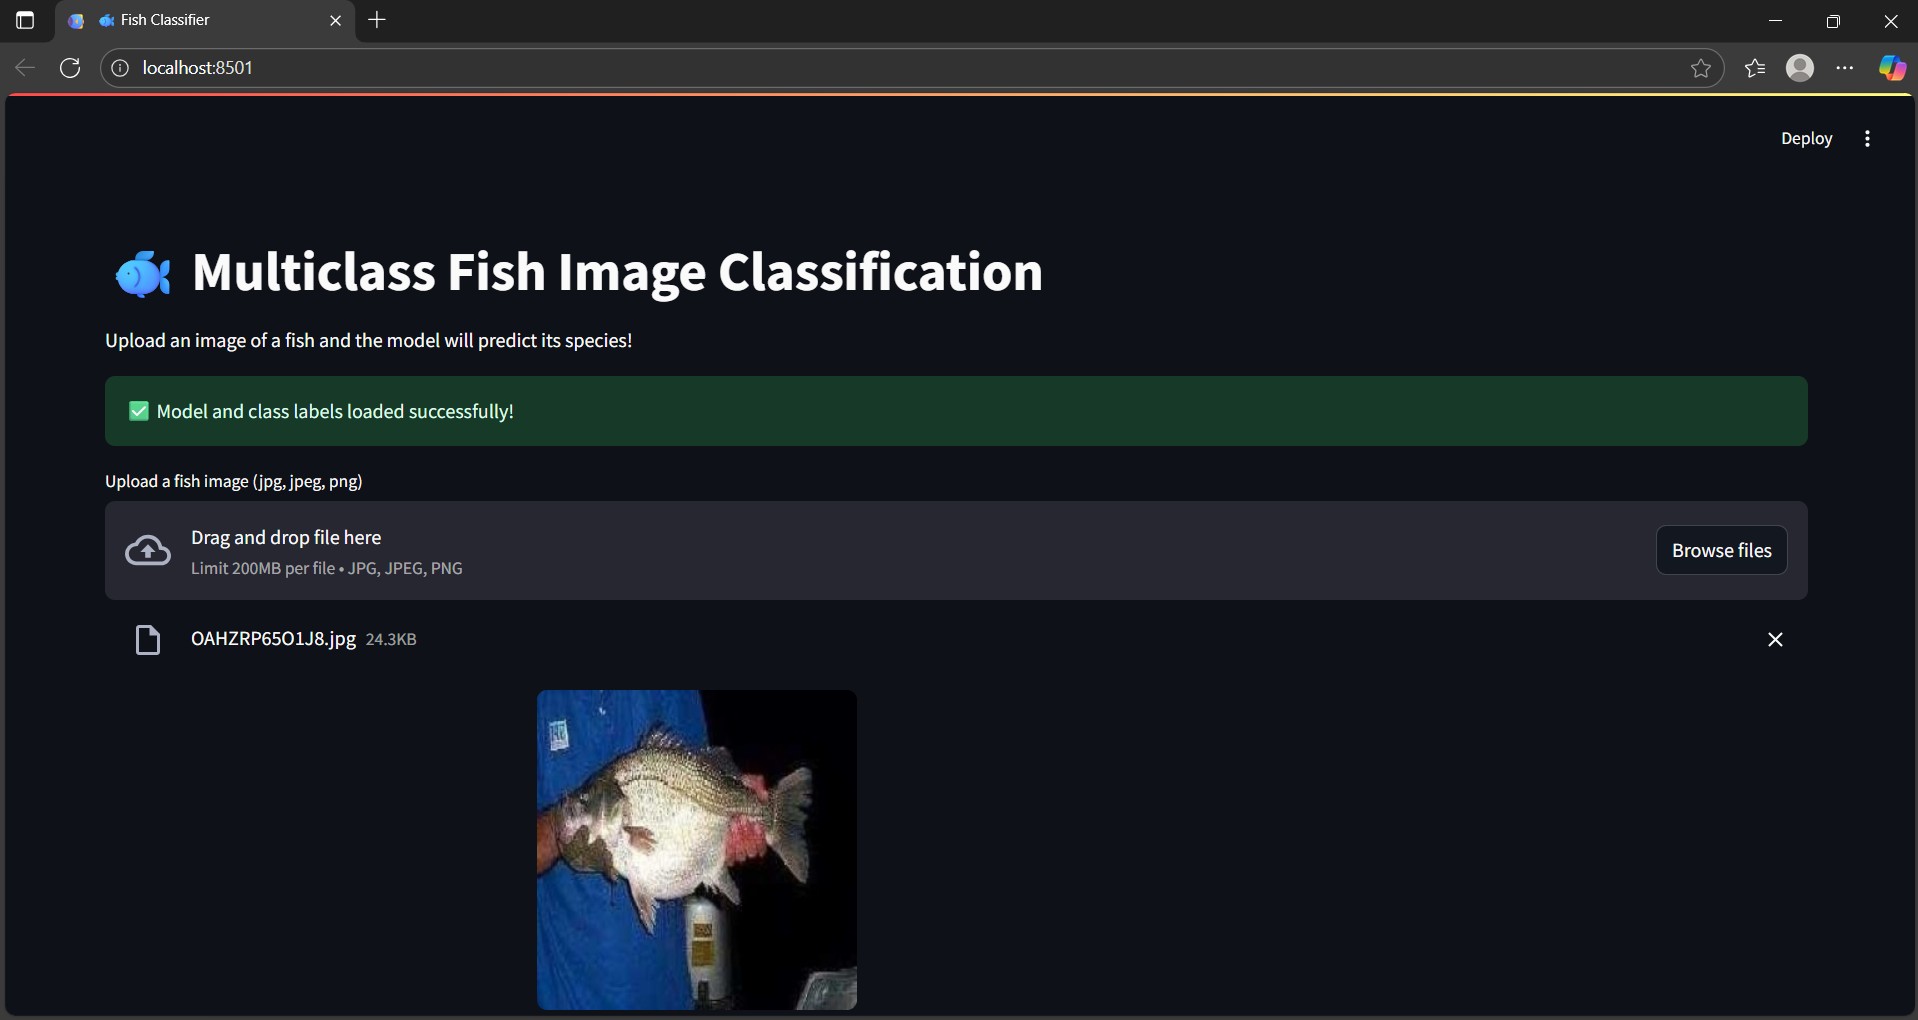 Fish Classifier
localhost:8501
Deploy
Multiclass Fish Image Classification
Upload an image of a fish and the model will predict its species!
Model and class labels loaded successfully!
Upload a fish image (jpg, jpeg, png)
Drag and drop file here
Limit 200MB per file • JPG, JPEG, PNG
Browse files
OAHZRP65O1J8.jpg 24.3KB